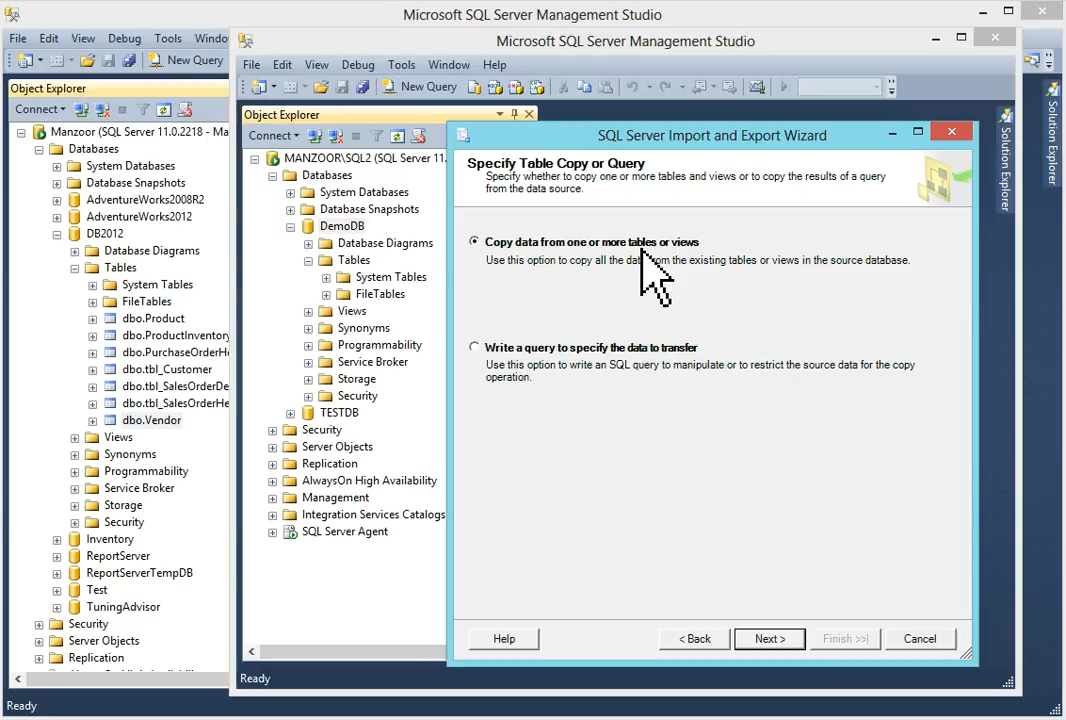 Microsoft SQL Server Management Studio
File Edit View Debug Tools Windo
New Query
Object Explorer
Connect
Manzoor (SQL Server 11.0.2218 - Ma
Databases
System Databases
Database Snapshots
AdventureWorks2008R2
AdventureWorks2012
DB2012
Database Diagrams
Tables
System Tables
FileTables
dbo.Product
dbo.ProductInventory
dbo.PurchaseOrderHe
dbo.tbl_Customer
dbo.tbl_SalesOrderDe
dbo.tbl_SalesOrderHe
dbo.Vendor
Views
Synonyms
Programmability
Service Broker
Storage
Security
Inventory
ReportServer
ReportServerTempDB
Test
TuningAdvisor
Security
Server Objects
Replication
Ready
Microsoft SQL Server Management Studio
File Edit View Debug Tools Window Help
New Query
Object Explorer
Connect
MANZOOR\SQL2 (SQL Server 11.
Databases
System Databases
Database Snapshots
DemoDB
Database Diagrams
Tables
System Tables
FileTables
Views
Synonyms
Programmability
Service Broker
Storage
Security
TESTDB
Security
Server Objects
Replication
AlwaysOn High Availability
Management
Integration Services Catalogs
SQL Server Agent
Ready
SQL Server Import and Export Wizard
Specify Table Copy or Query
Specify whether to copy one or more tables and views or to copy the results of a query
from the data source.
Copy data from one or more tables or views
Use this option to copy all the data from the existing tables or views in the source database.
Write a query to specify the data to transfer
Use this option to write an SQL query to manipulate or to restrict the source data for the copy
operation.
Help
< Back
Next >
Finish >>|
Cancel
Solution Explorer
Solution Explorer